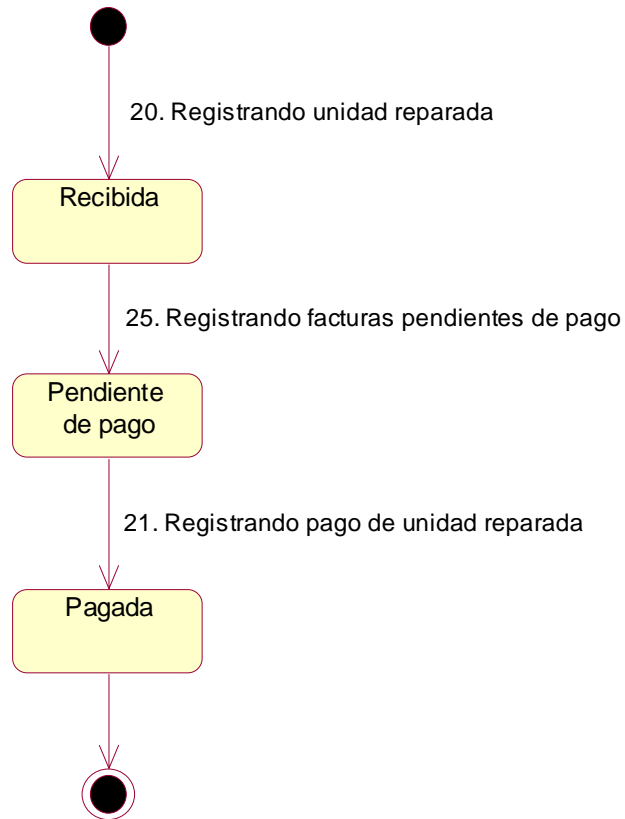 20. Registrando unidad reparada
Recibida
25. Registrando facturas pendientes de pago
Pendiente
de pago
21. Registrando pago de unidad reparada
Pagada